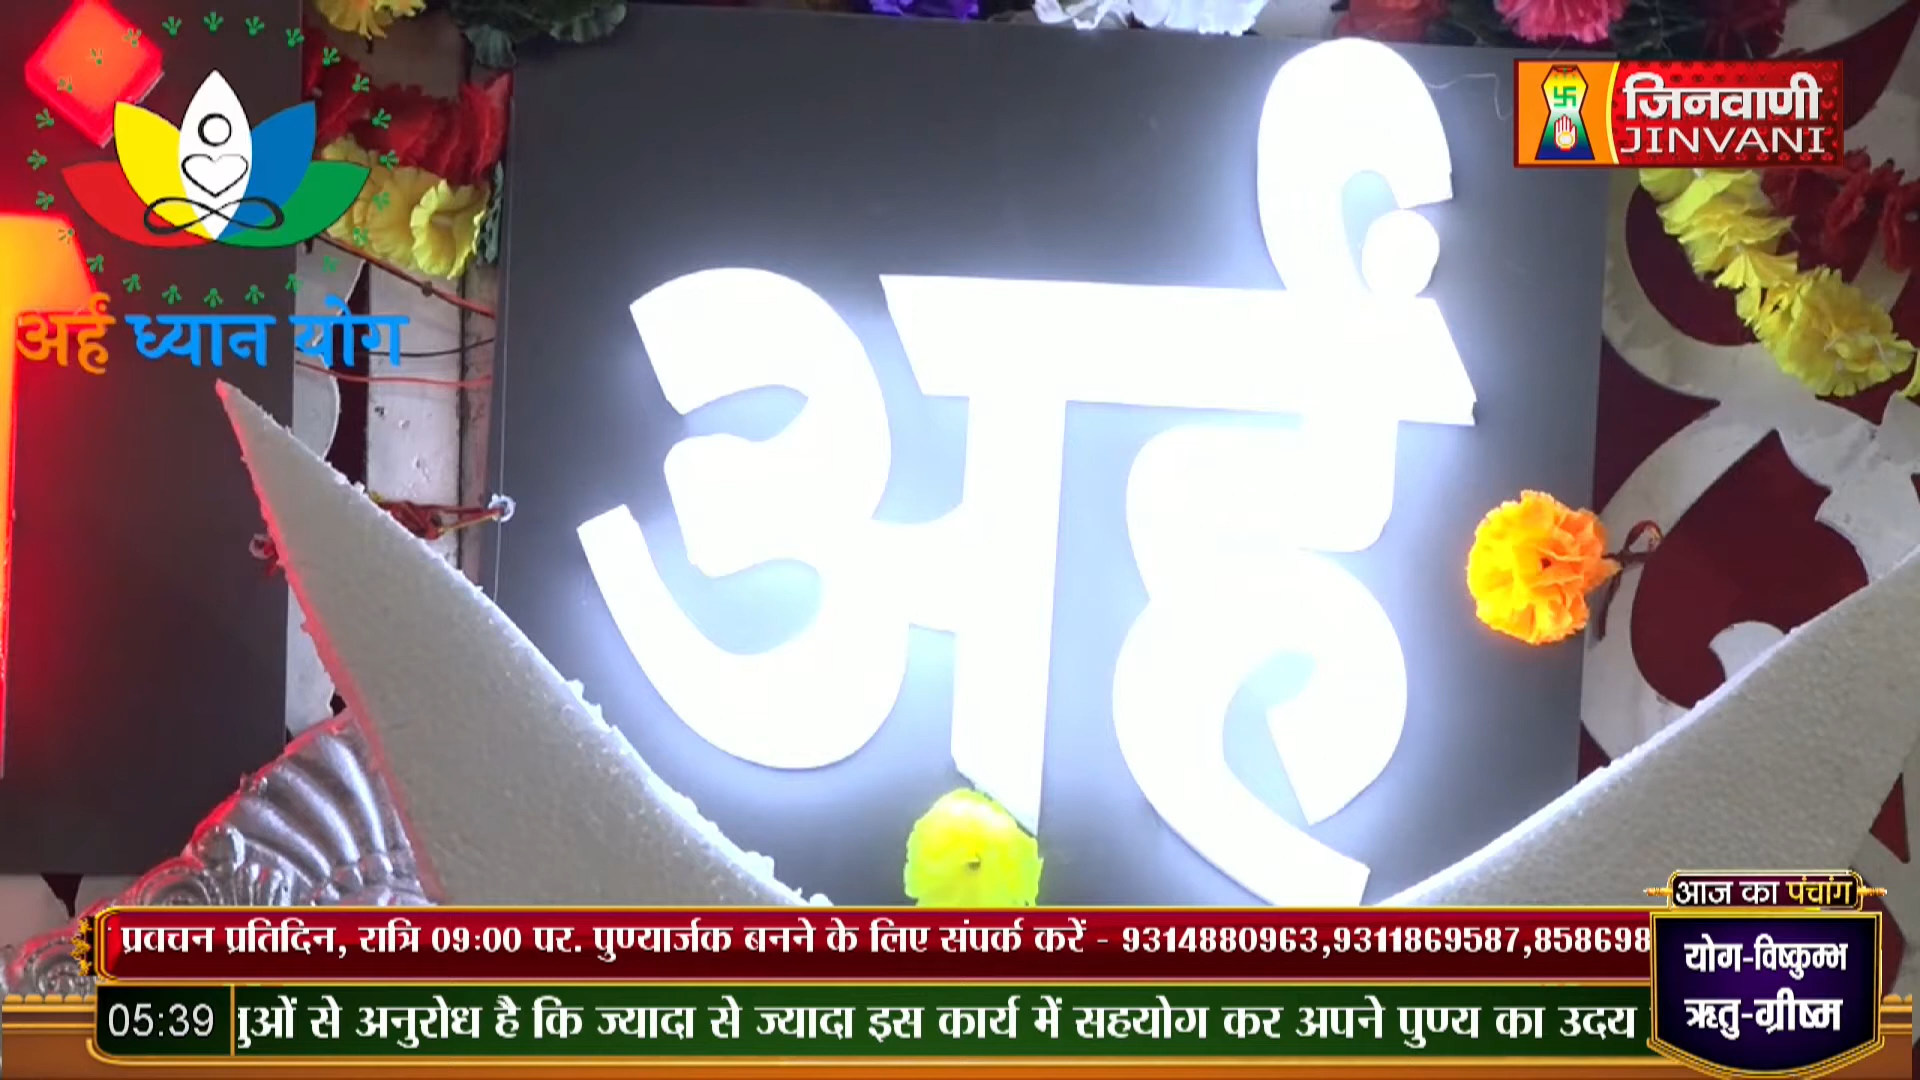 जिनवाणी
JINVANI
अर्हं
अर्हं ध्यान योग
आज का पंचांग
प्रवचन प्रतिदिन, रात्रि 09:00 पर. पुण्यार्जक बनने के लिए संपर्क करें - 9314880963,9311869587,858698
योग-विष्कुम्भ
ऋतु-ग्रीष्म
05:39
ुओं से अनुरोध है कि ज्यादा से ज्यादा इस कार्य में सहयोग कर अपने पुण्य का उदय